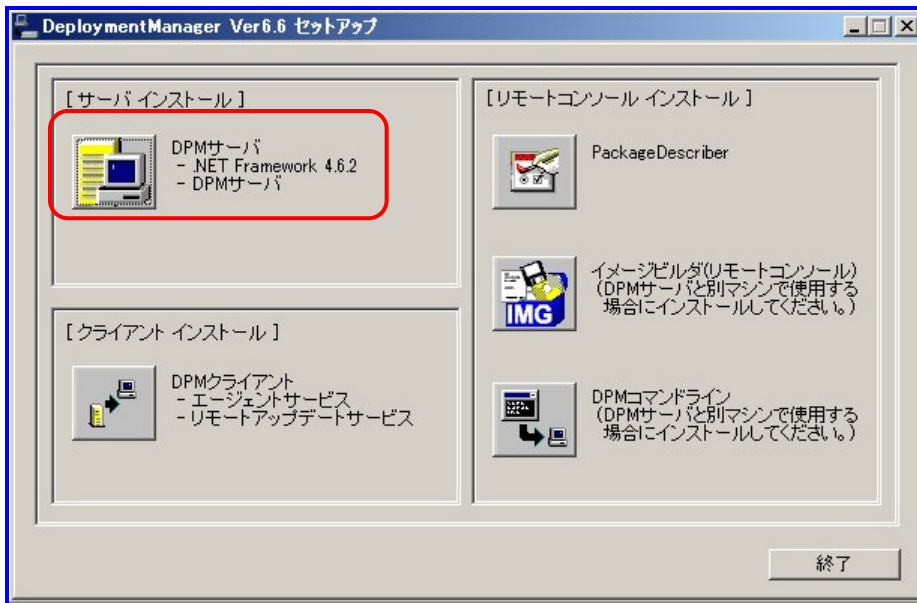 DeploymentManager Ver6.6 セットアップ
[サーバ インストール]
DPMサーバ
- .NET Framework 4.6.2
- DPMサーバ
[クライアント インストール]
DPMクライアント
- エージェントサービス
- リモートアップデートサービス
[リモートコンソール インストール]
PackageDescriber
IMG
イメージビルダ(リモートコンソール)
(DPMサーバと別マシンで使用する
場合にインストールしてください。)
DPMコマンドライン
(DPMサーバと別マシンで使用する
場合にインストールしてください。)
終了